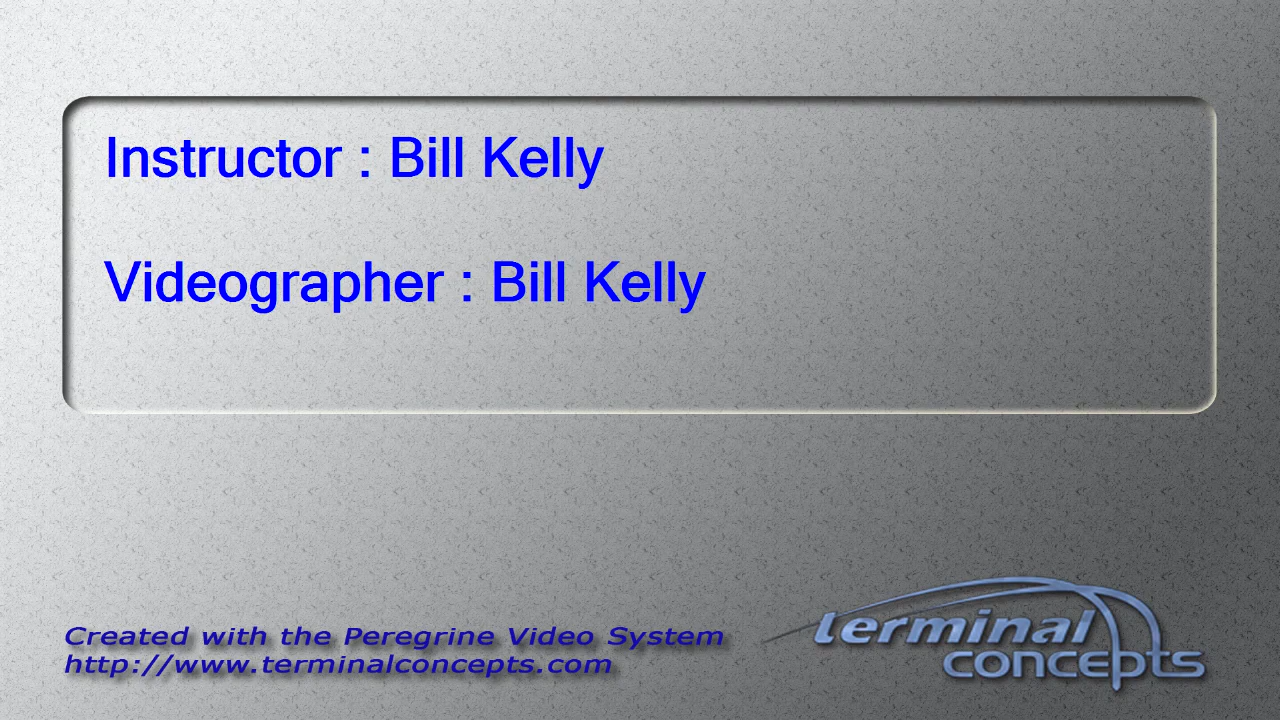 Instructor : Bill Kelly
Videographer : Bill Kelly
Created with the Peregrine Video System
http://www.terminalconcepts.com
terminal
concepts